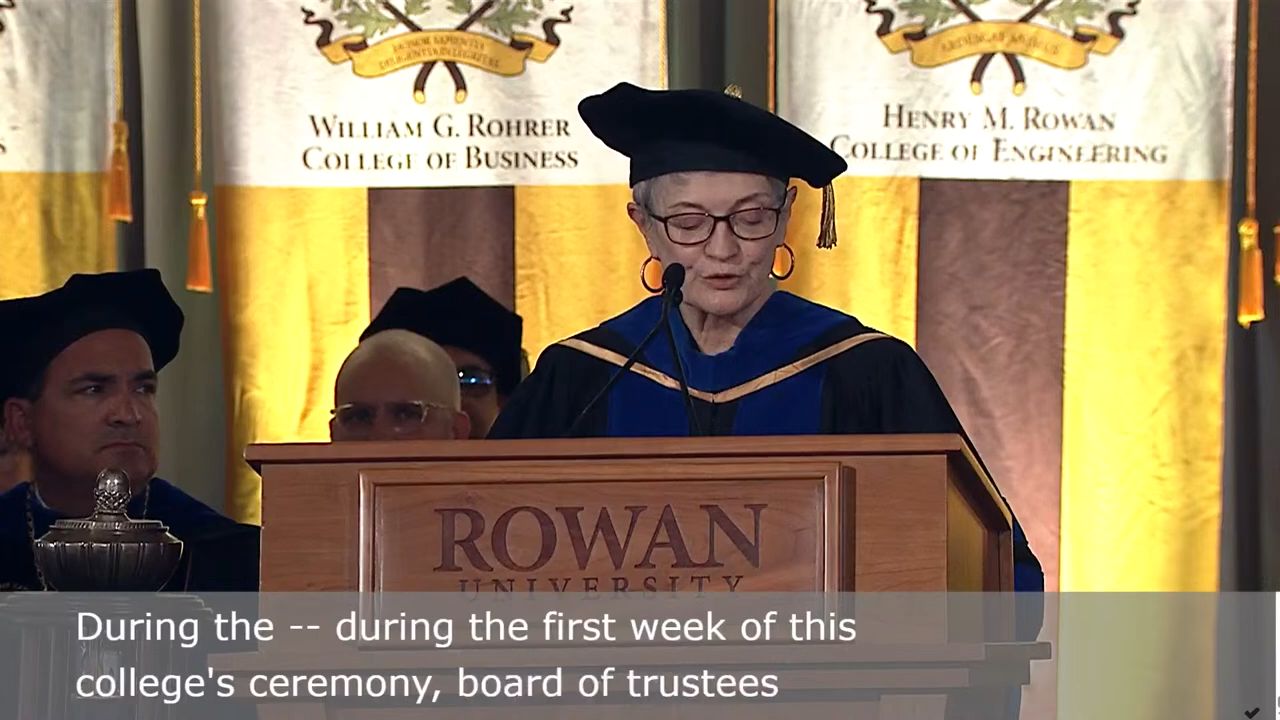 WILLIAM G. ROHRER
COLLEGE OF BUSINESS
HENRY M. ROWAN
COLLEGE OF ENGINEERING
ROWAN
UNIVERSITY
During the -- during the first week of this
college's ceremony, board of trustees